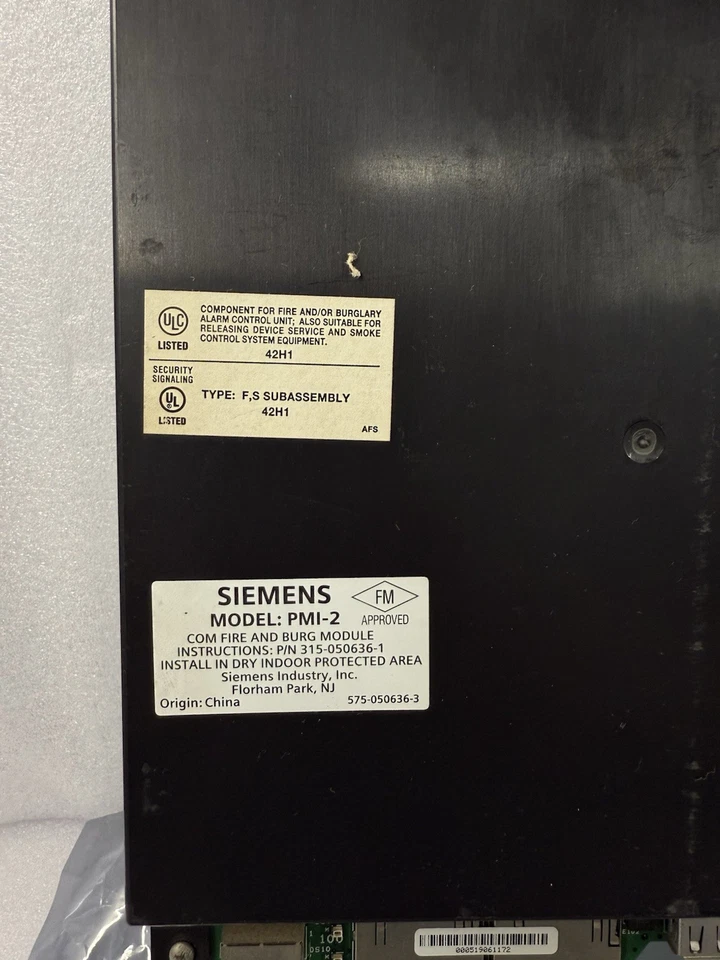 ULC
LISTED
COMPONENT FOR FIRE AND/OR BURGLARY
ALARM CONTROL UNIT; ALSO SUITABLE FOR
RELEASING DEVICE SERVICE AND SMOKE
CONTROL SYSTEM EQUIPMENT.
42H1
SECURITY
SIGNALING
UL
LISTED
TYPE: F,S SUBASSEMBLY
42H1
AFS
SIEMENS
FM
APPROVED
MODEL: PMI-2
COM FIRE AND BURG MODULE
INSTRUCTIONS: P/N 315-050636-1
INSTALL IN DRY INDOOR PROTECTED AREA
Siemens Industry, Inc.
Florham Park, NJ
Origin: China
575-050636-3
000519061172